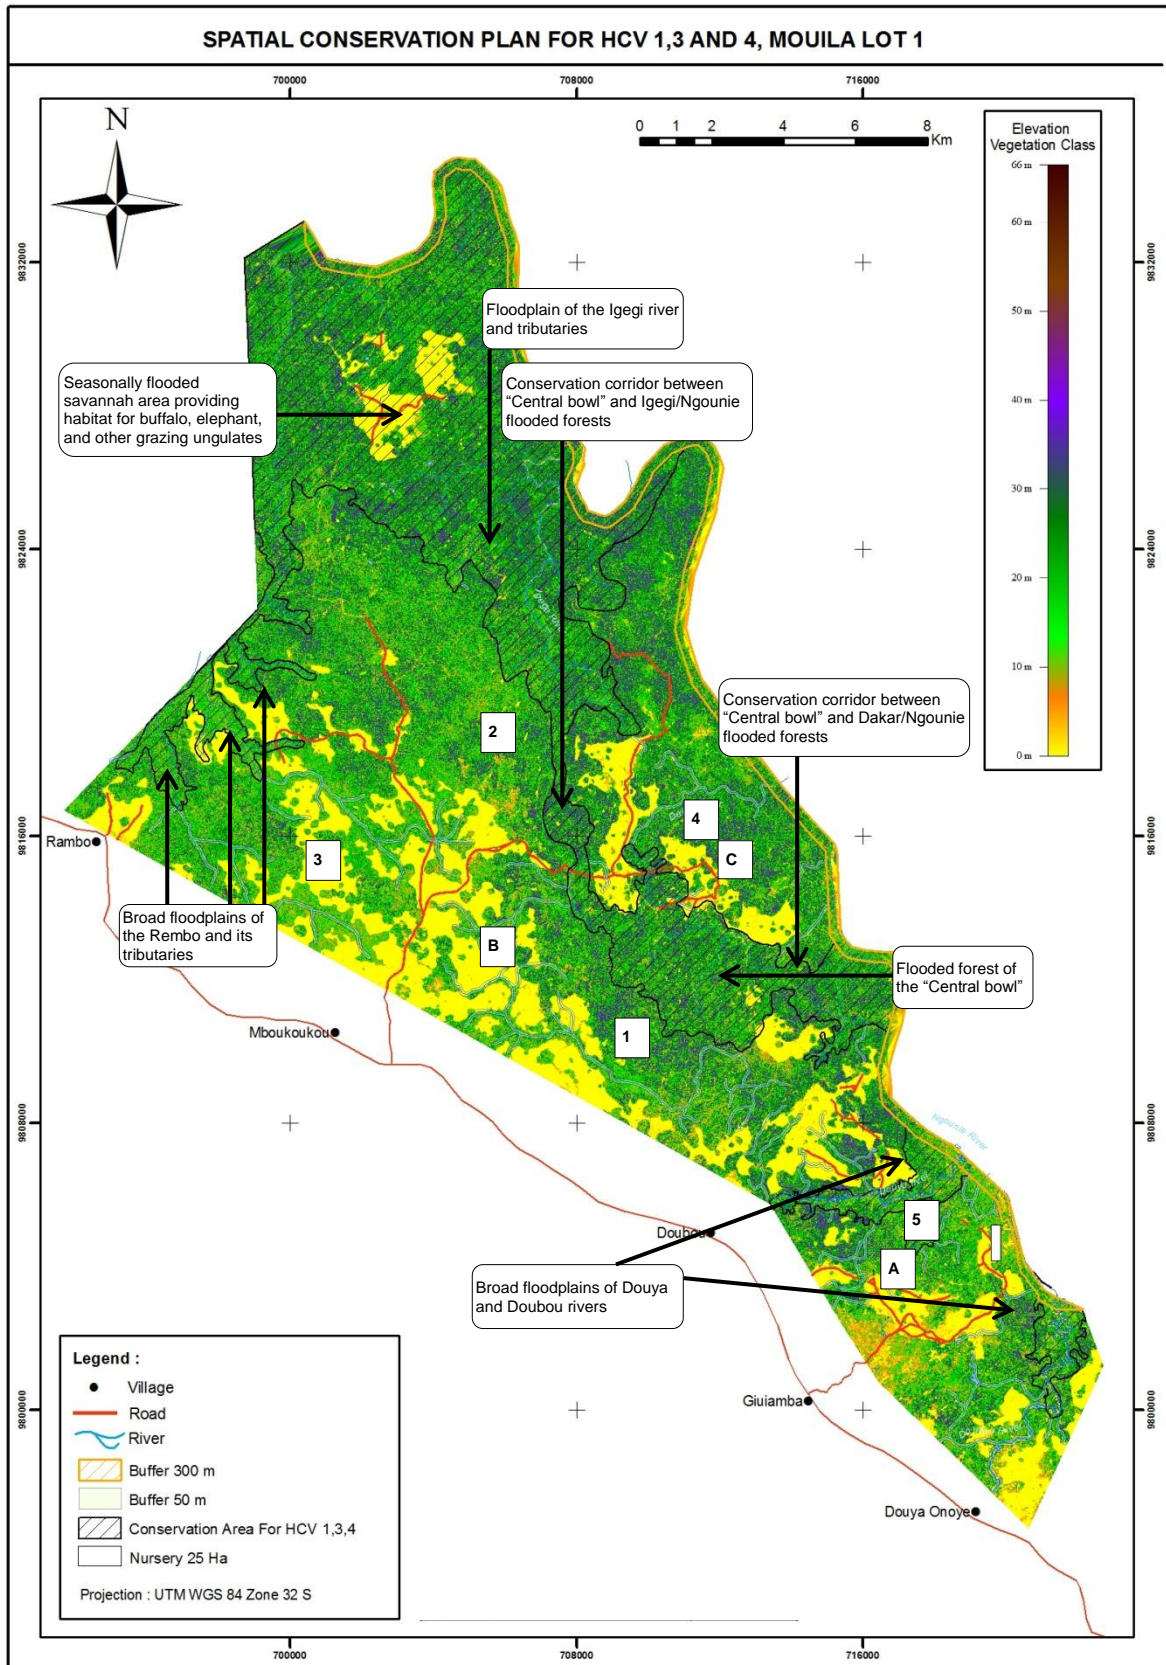 SPATIAL CONSERVATION PLAN FOR HCV 1,3 AND 4, MOUILA LOT 1
700000
708000
716000
N
0 1 2 4 6 8
Km
Elevation
Vegetation Class
66 m
60 m
50 m
40 m
30 m
20 m
10 m
0 m
9832000
9832000
Floodplain of the Igegi river
and tributaries
Seasonally flooded
savannah area providing
habitat for buffalo, elephant,
and other grazing ungulates
Conservation corridor between
“Central bowl” and Igegi/Ngounie
flooded forests
9824000
9824000
Conservation corridor between
“Central bowl” and Dakar/Ngounie
flooded forests
2
4
9816000
9816000
Rambo
3
C
Broad floodplains of
the Rembo and its
tributaries
B
Flooded forest of
the “Central bowl”
Mboukoukou
1
9808000
9808000
Ngounie River
5
Doubou
A
Broad floodplains of Douya
and Doubou rivers
Giuiamba
9800000
9800000
Douya Onoye
Legend :
Village
Road
River
Buffer 300 m
Buffer 50 m
Conservation Area For HCV 1,3,4
Nursery 25 Ha
Projection : UTM WGS 84 Zone 32 S
700000
708000
716000